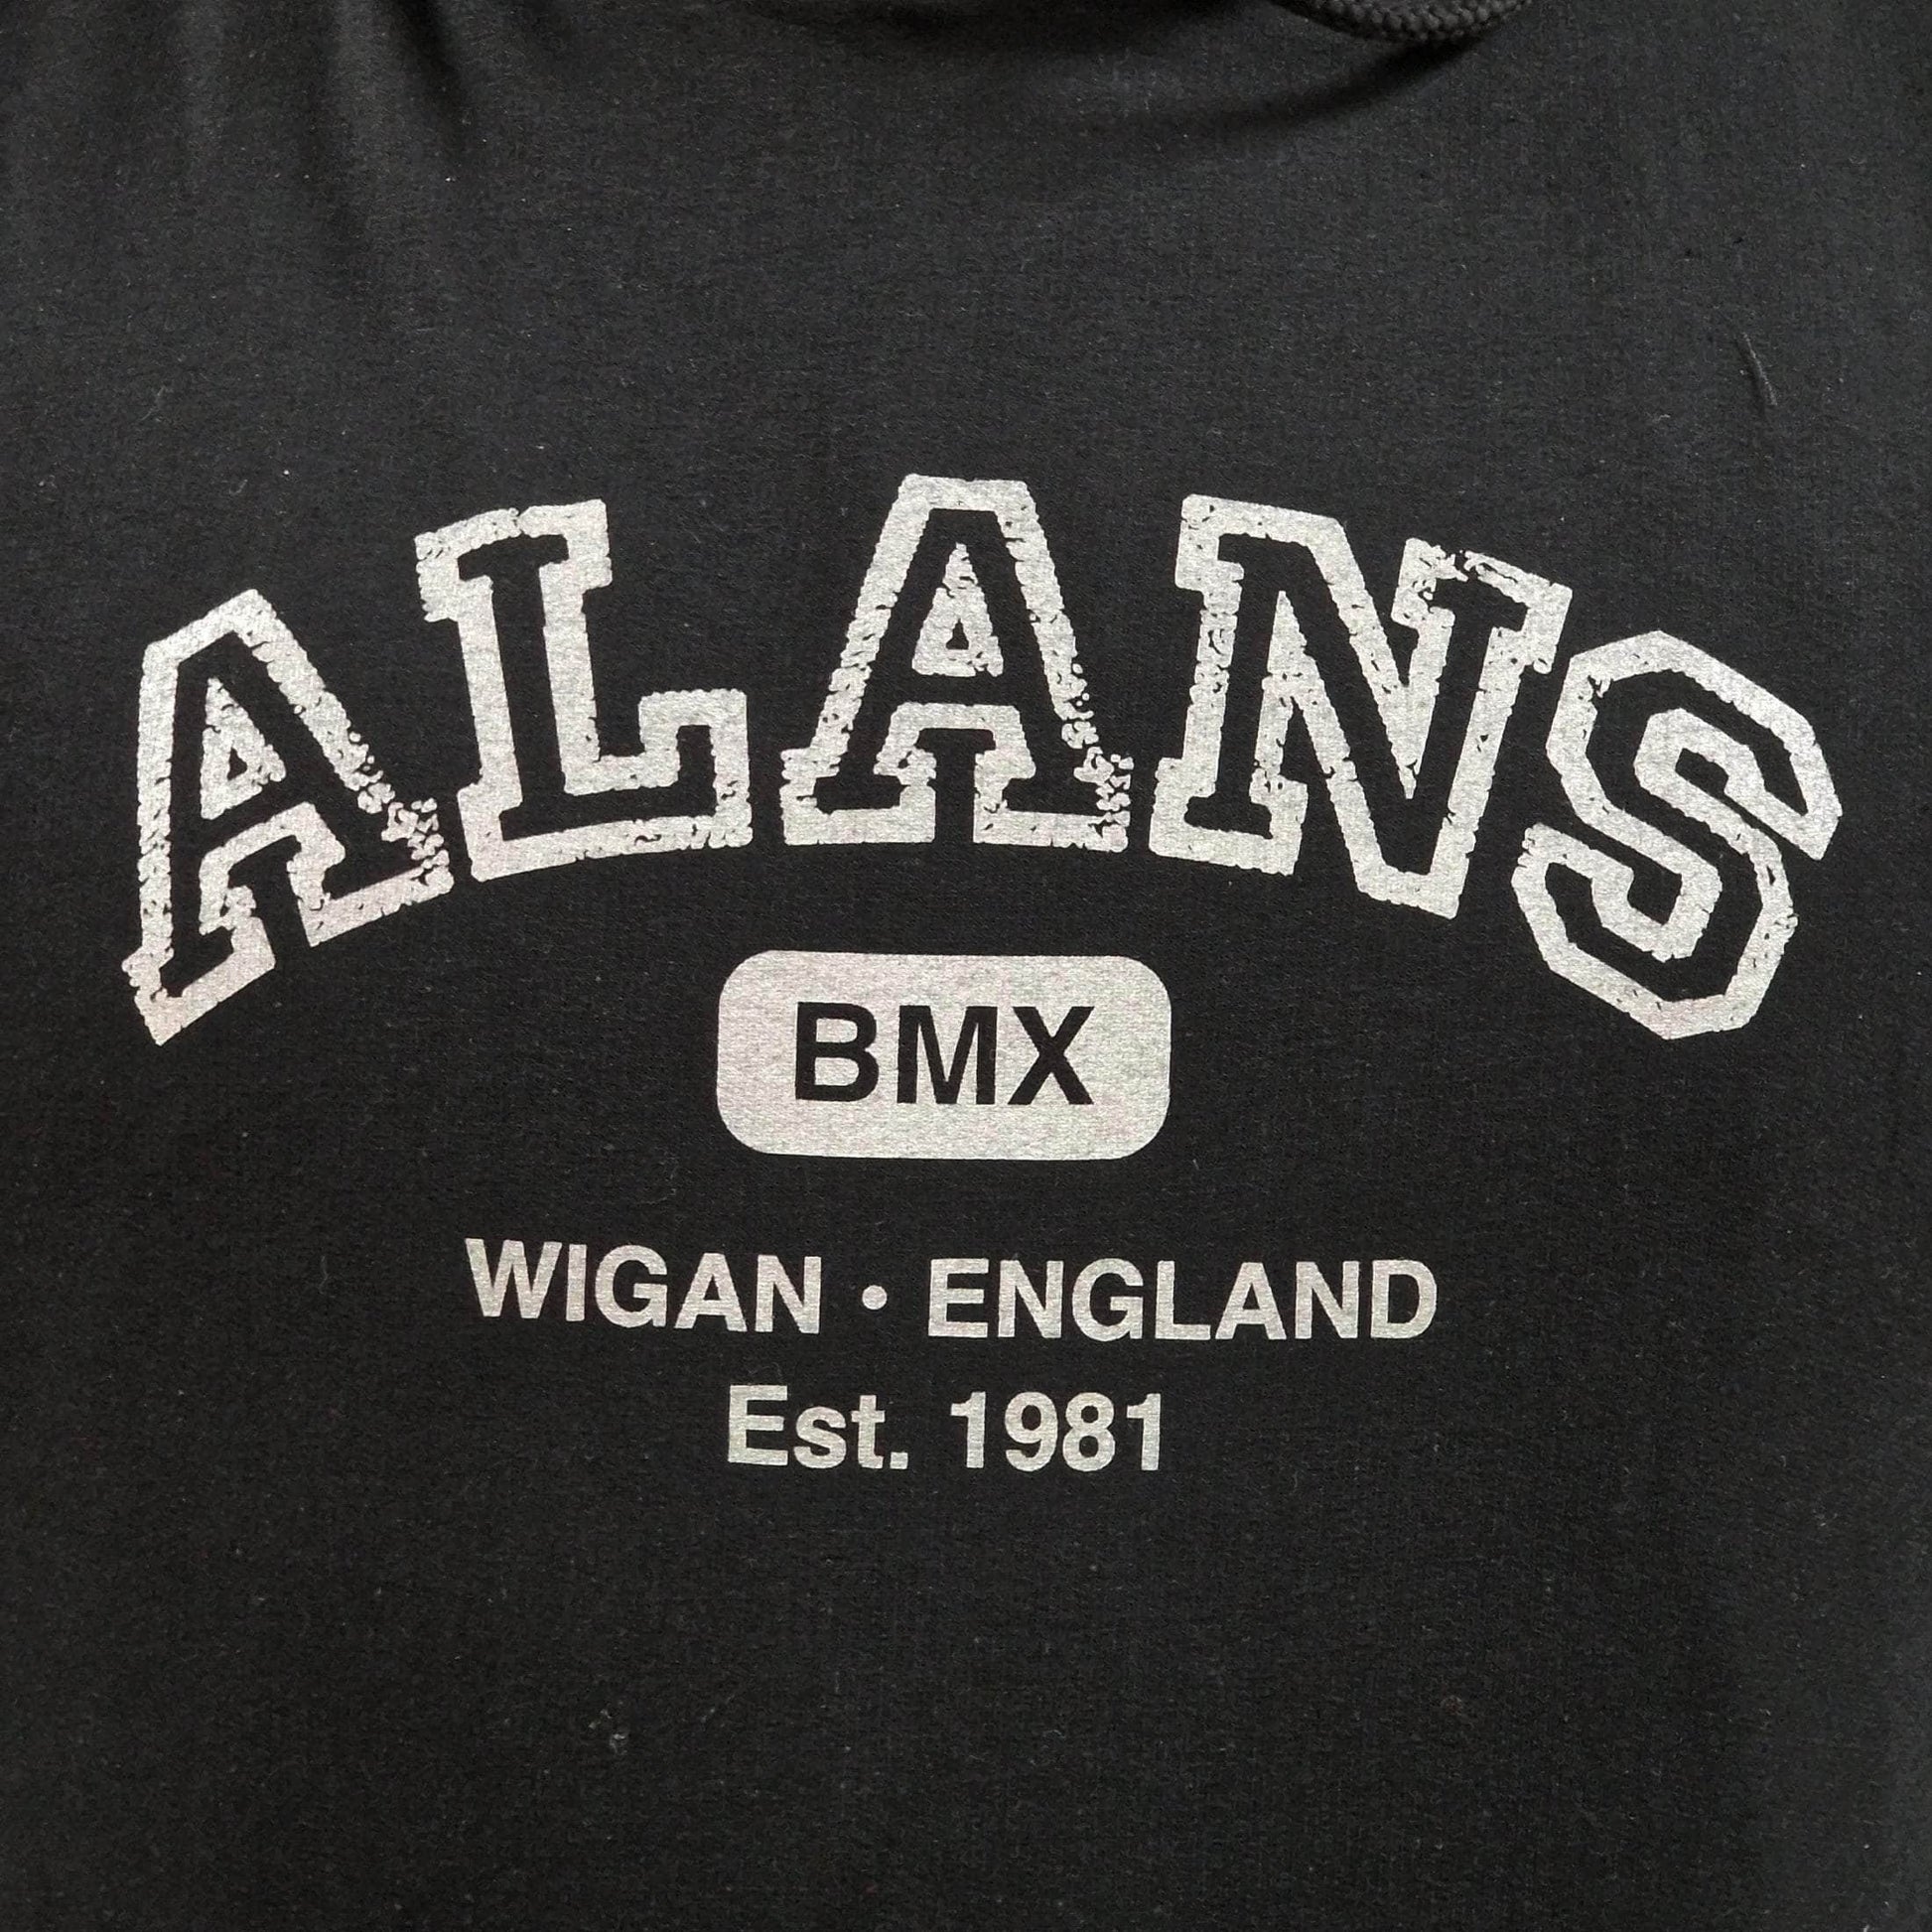 ALANS
BMX
WIGAN • ENGLAND
Est. 1981